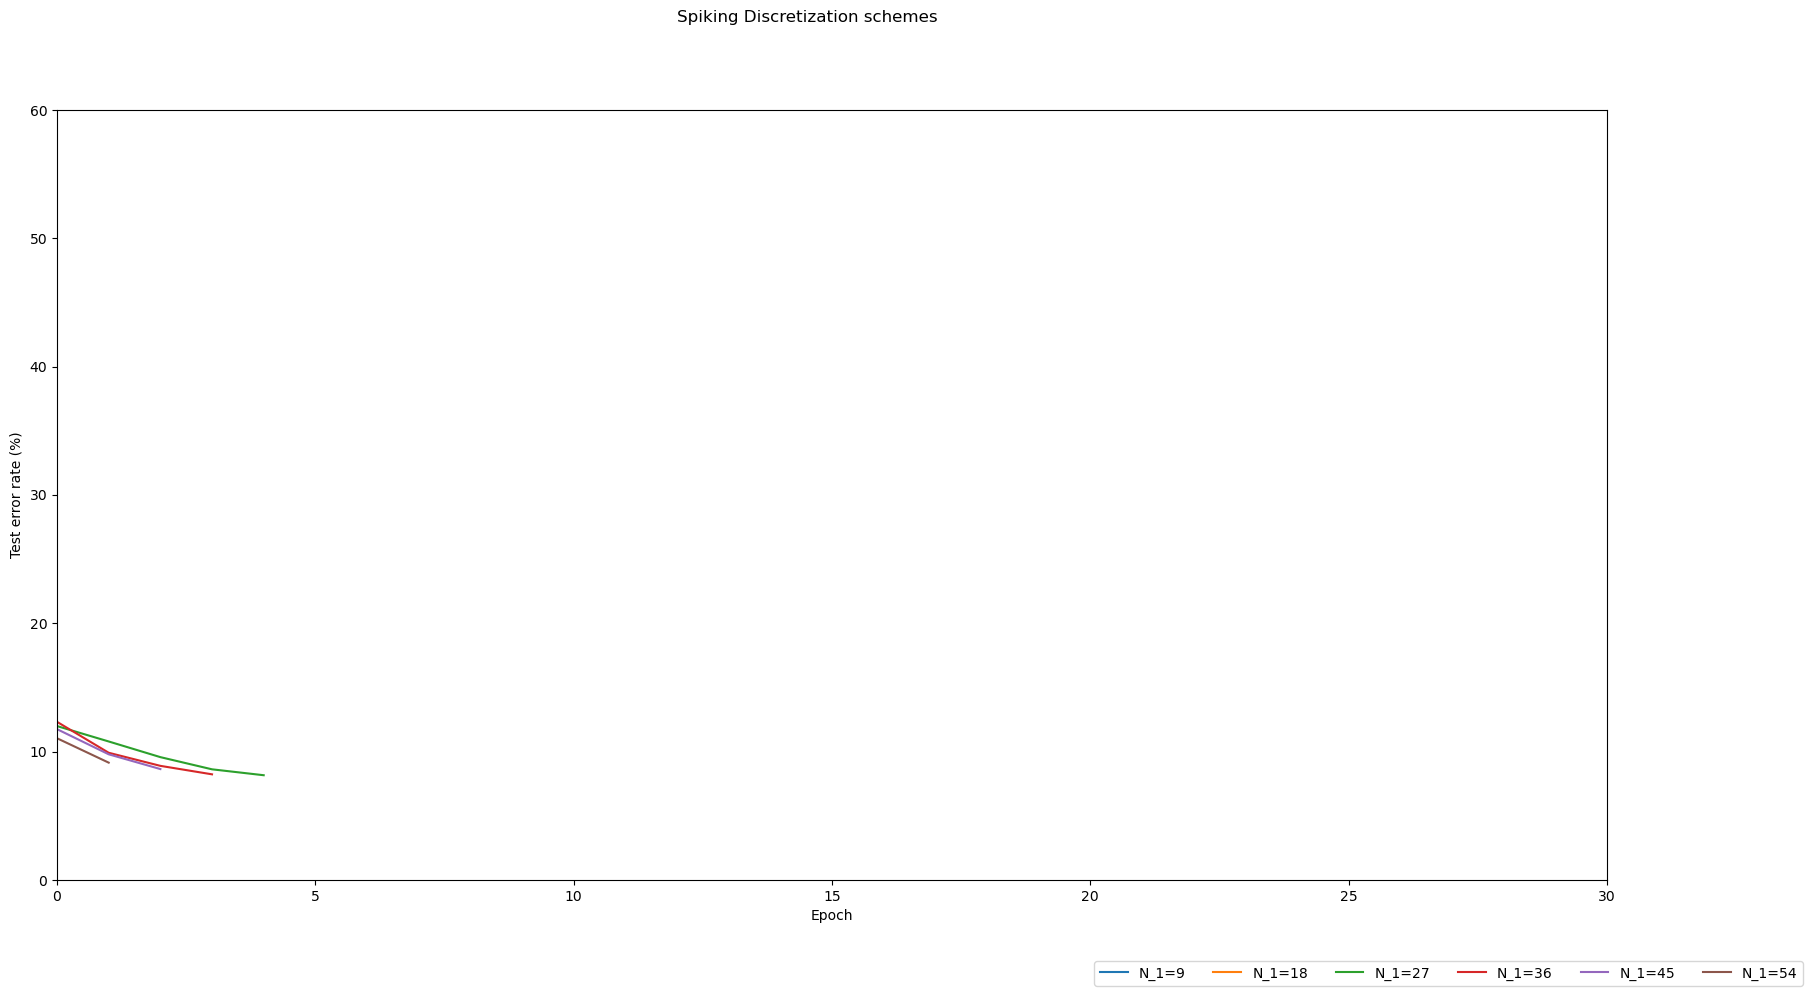 Spiking Discretization schemes
60
50
40
30
20
10
0
Test error rate (%)
0 5 10 15 20 25 30
Epoch
N_1=9 N_1=18 N_1=27 N_1=36 N_1=45 N_1=54